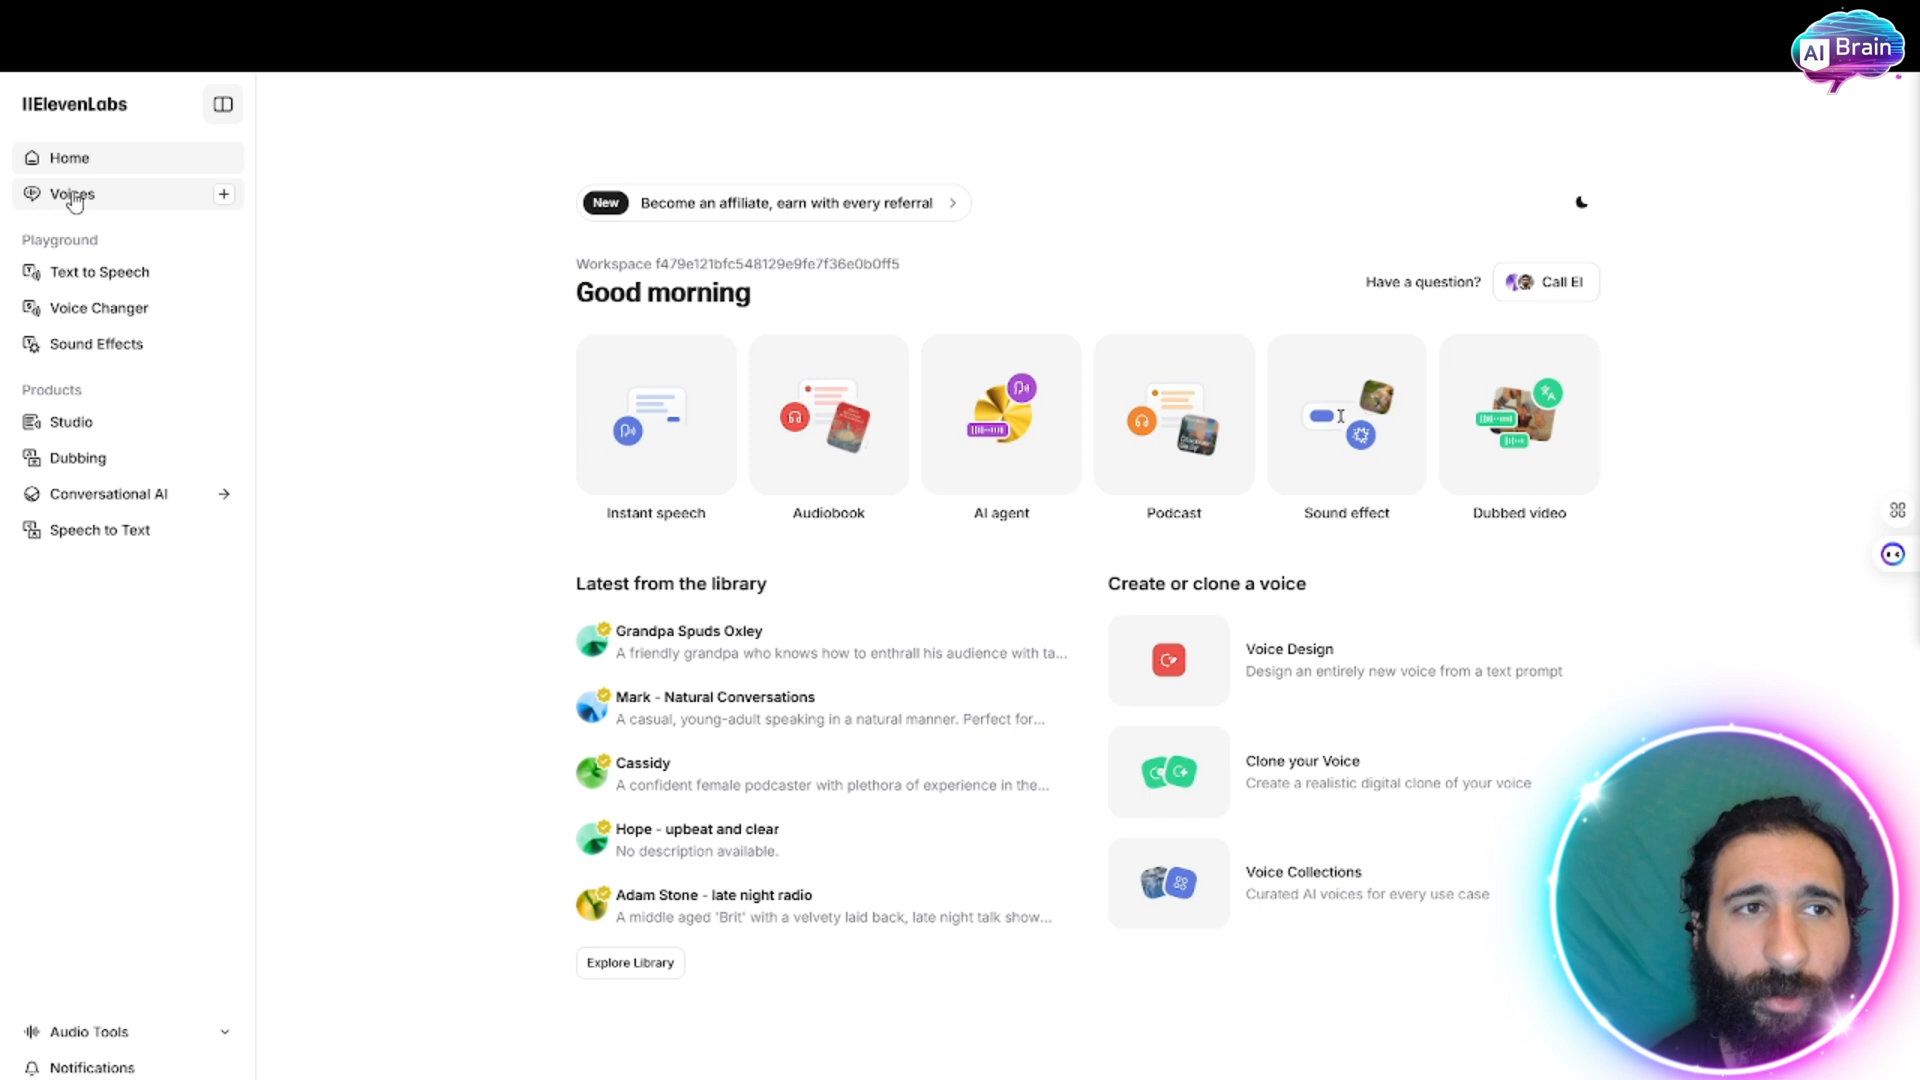 AI Brain
IIElevenLabs
Home
Voices
Playground
Text to Speech
Voice Changer
Sound Effects
Products
Studio
Dubbing
Conversational AI
Speech to Text
Audio Tools
Notifications
New Become an affiliate, earn with every referral
Workspace f479e121bfc548129e9fe7f36e0b0ff5
Good morning
Have a question? Call El
Instant speech
Audiobook
AI agent
Podcast
Sound effect
Dubbed video
Latest from the library
Grandpa Spuds Oxley
A friendly grandpa who knows how to enthrall his audience with ta...
Mark - Natural Conversations
A casual, young-adult speaking in a natural manner. Perfect for...
Cassidy
A confident female podcaster with plethora of experience in the...
Hope - upbeat and clear
No description available.
Adam Stone - late night radio
A middle aged 'Brit' with a velvety laid back, late night talk show...
Explore Library
Create or clone a voice
Voice Design
Design an entirely new voice from a text prompt
Clone your Voice
Create a realistic digital clone of your voice
Voice Collections
Curated AI voices for every use case